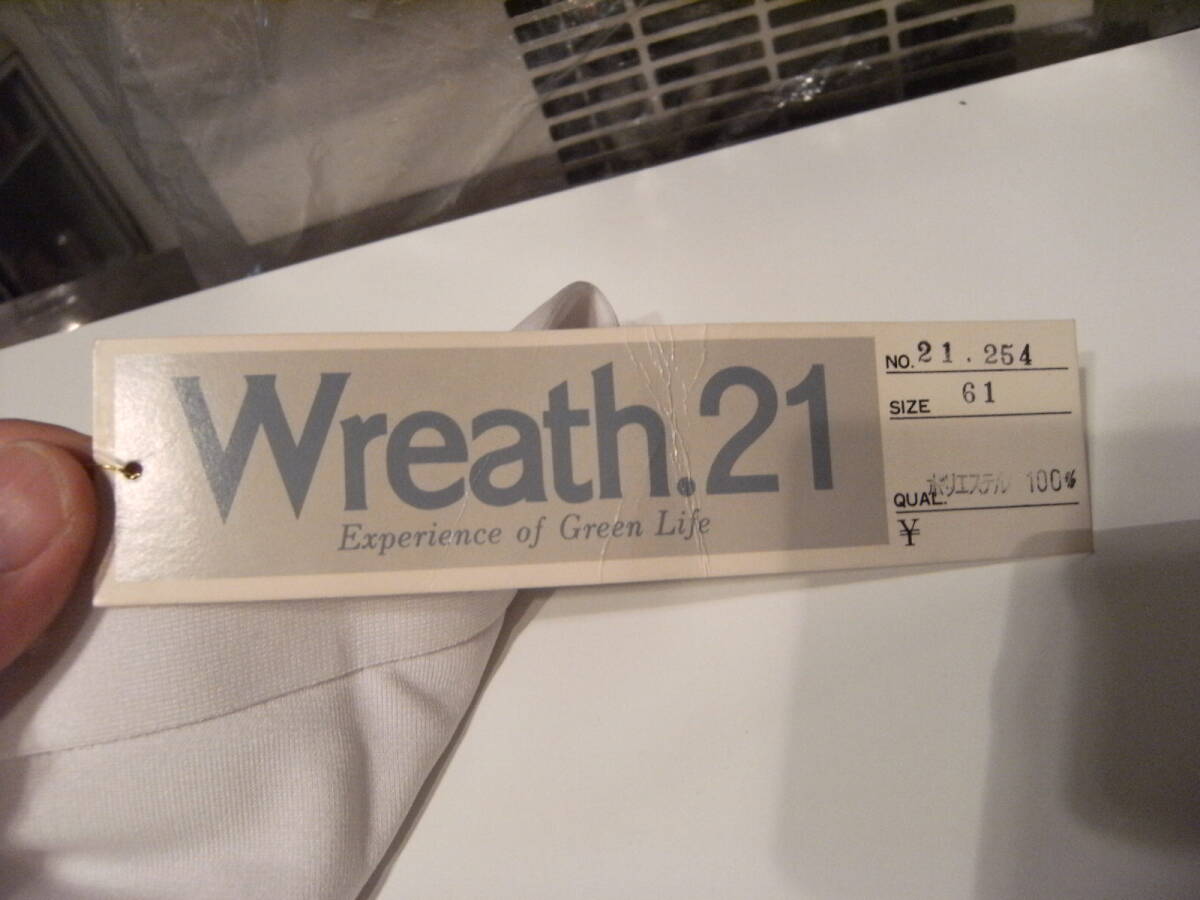 Wreath.21
Experience of Green Life
NO. 21.254
SIZE 61
QUAL. ポリエステル 100%
¥